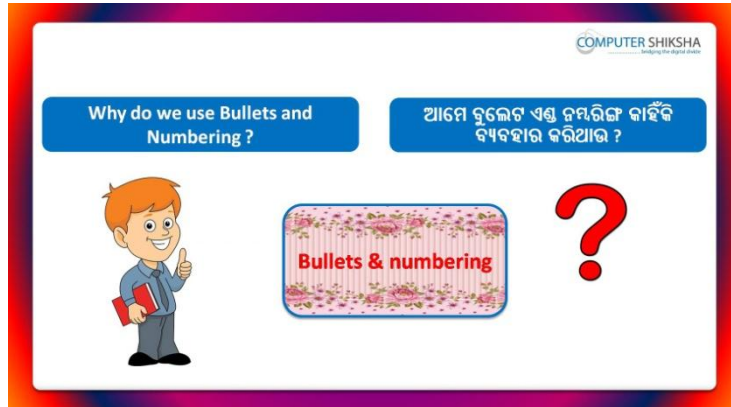 COMPUTER SHIKSHA
bridging the digital divide
Why do we use Bullets and
Numbering ?
ଆମେ ବୁଲେଟ ଏଣ୍ଡ ନମ୍ବରିଙ୍ଗ କାହିଁକି
ବ୍ୟବହାର କରିଥାଉ ?
Bullets & numbering
?